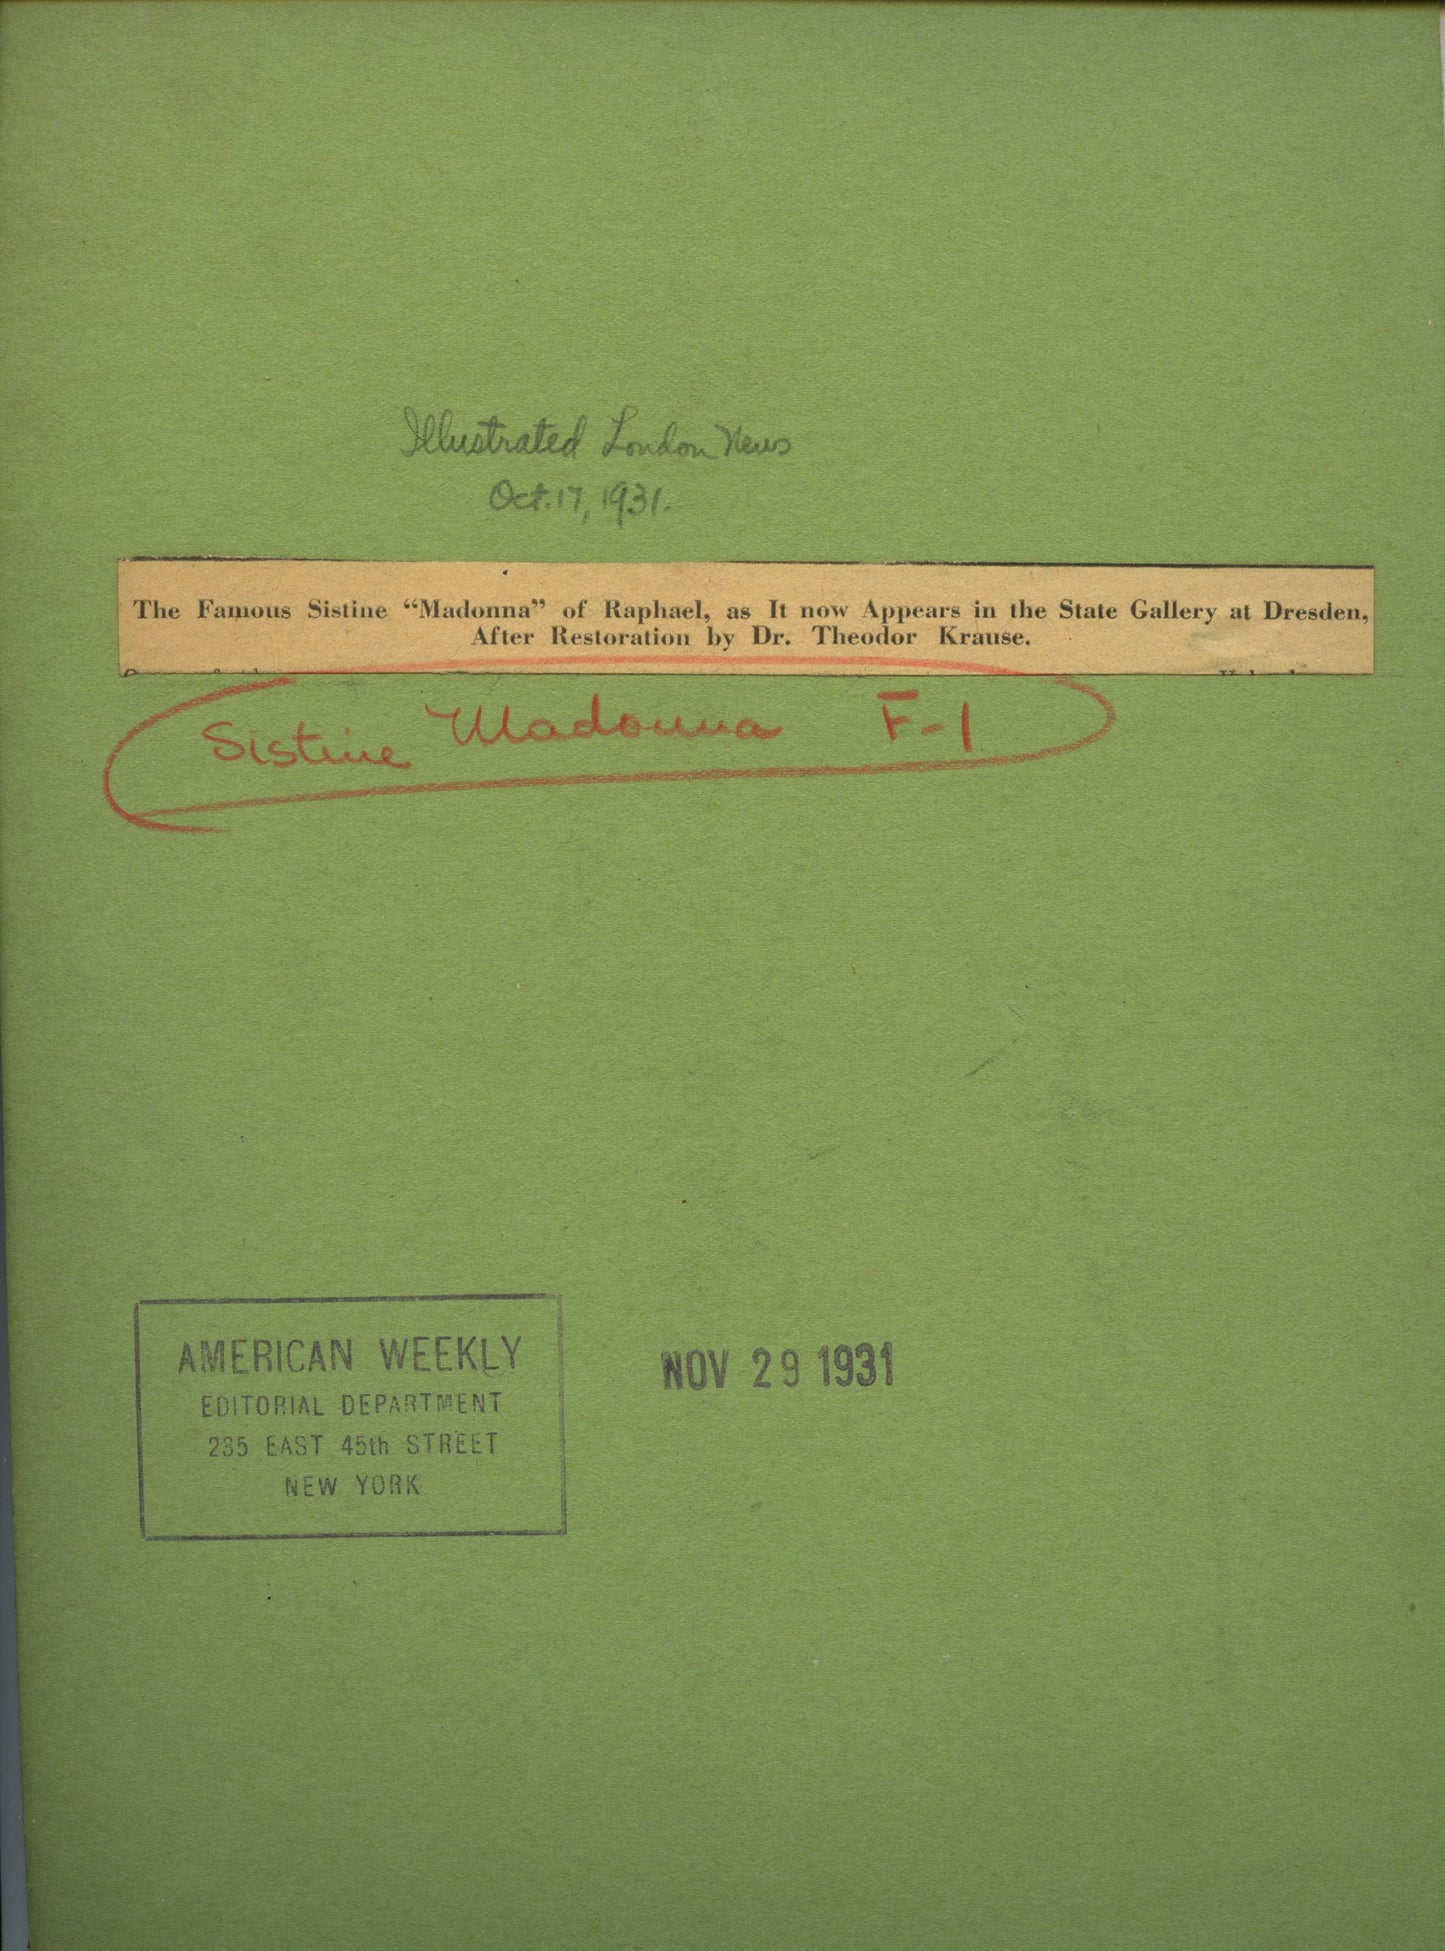 Illustrated London News
Oct. 17, 1931.
The Famous Sistine “Madonna” of Raphael, as It now Appears in the State Gallery at Dresden,
After Restoration by Dr. Theodor Krause.
Sistine Madonna F-1
AMERICAN WEEKLY
EDITORIAL DEPARTMENT
235 EAST 45th STREET
NEW YORK
NOV 29 1931